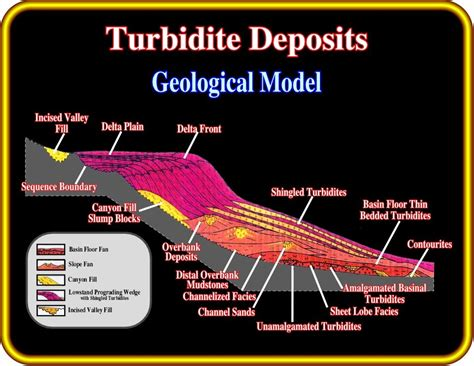 Turbidite Deposits
Geological Model
Incised Valley
Fill
Delta Plain
Delta Front
Sequence Boundary
Canyon Fill
Slump Blocks
Shingled Turbidites
Basin Floor Thin
Bedded Turbidites
Contourites
Overbank
Deposits
Distal Overbank
Mudstones
Channelized Facies
Channel Sands
Unamalgamated Turbidites
Sheet Lobe Facies
Amalgamated Basinal
Turbidites
Basin Floor Fan
Slope Fan
Canyon Fill
Lowstand Prograding Wedge
with Shingled Turbidites
Incised Valley Fill